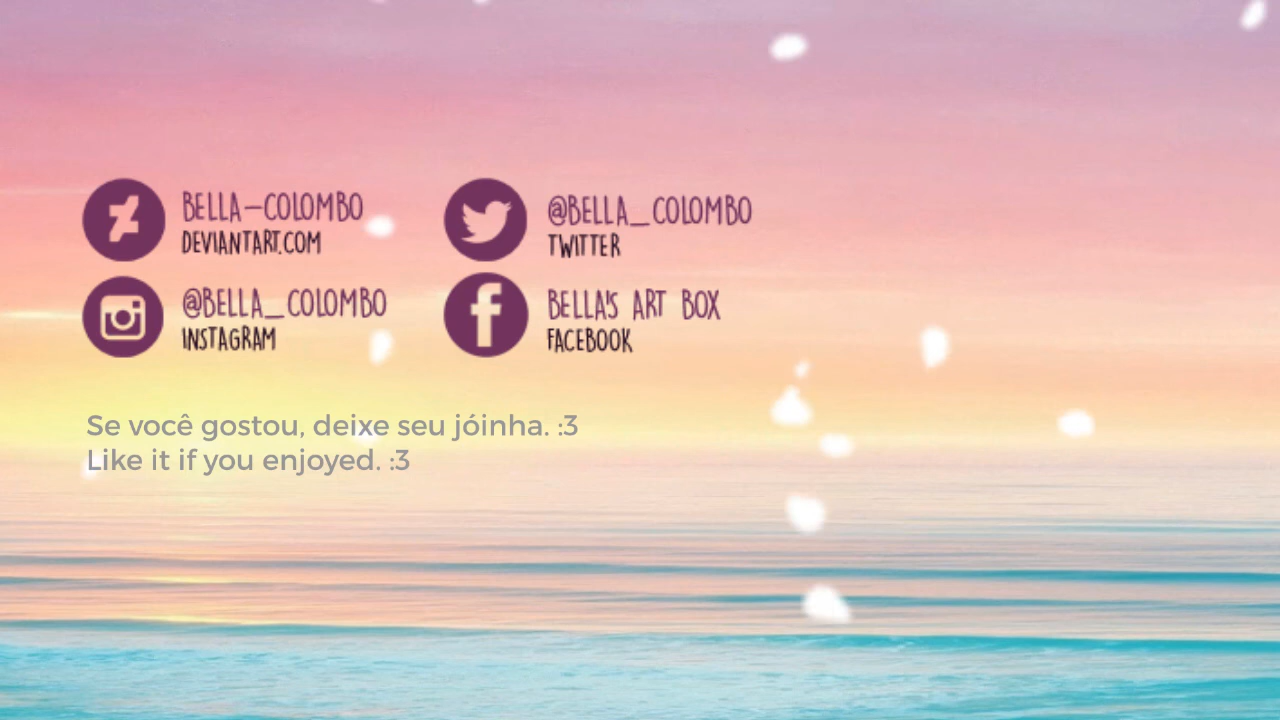 BELLA-COLOMBO
DEVIANTART.COM
@BELLA_COLOMBO
TWITTER
@BELLA_COLOMBO
INSTAGRAM
BELLA'S ART BOX
FACEBOOK
Se você gostou, deixe seu jóinha. :3
Like it if you enjoyed. :3